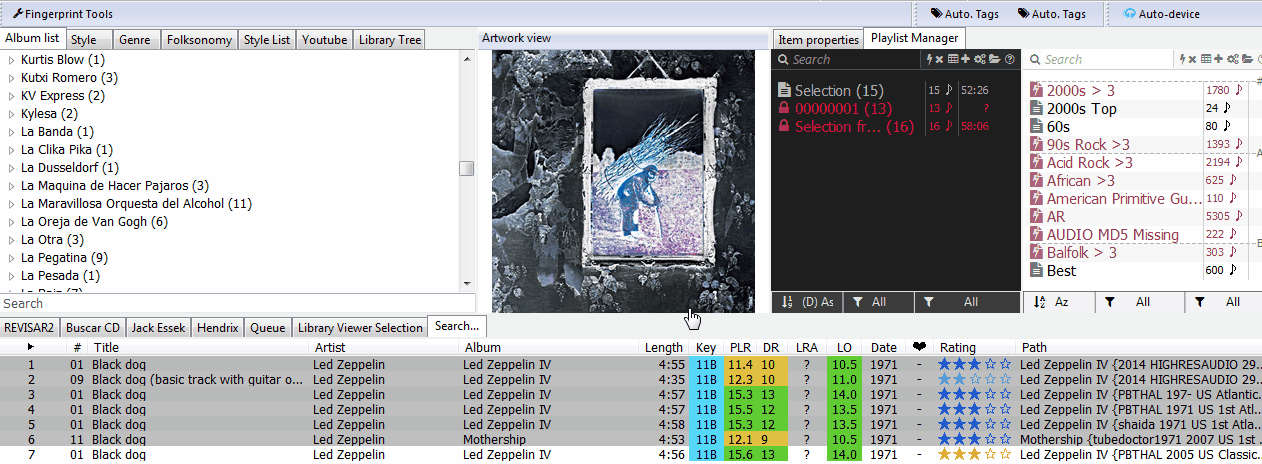 Fingerprint Tools
Auto. Tags Auto. Tags Auto-device
Album list Style Genre Folksonomy Style List Youtube Library Tree
Kurtis Blow (1)
Kutxi Romero (3)
KV Express (2)
Kylesa (2)
La Banda (1)
La Clika Pika (1)
La Dusseldorf (1)
La Maquina de Hacer Pajaros (3)
La Maravillosa Orquesta del Alcohol (11)
La Oreja de Van Gogh (6)
La Otra (3)
La Pegatina (9)
La Pesada (1)
Search
Artwork view
Item properties Playlist Manager
Search
Selection (15) 15 52:26
00000001 (13) 13 ?
Selection fr... (16) 16 58:06
(D) As All All
Search
2000s > 3 1780
2000s Top 24
60s 80
90s Rock >3 1393
Acid Rock >3 2194
African >3 625
American Primitive Gu... 110
AR 5305
AUDIO MD5 Missing 222
Balfolk > 3 303
Best 600
#
A
B
Az All All
REVISAR2 Buscar CD Jack Essek Hendrix Queue Library Viewer Selection Search...
# Title Artist Album Length Key PLR DR LRA LO Date Rating Path
1 01 Black dog Led Zeppelin Led Zeppelin IV 4:55 11B 11.4 10 ? 10.5 1971 - Led Zeppelin IV {2014 HIGHRESAUDIO 29...
2 09 Black dog (basic track with guitar o... Led Zeppelin Led Zeppelin IV 4:35 11B 12.3 10 ? 11.0 1971 - Led Zeppelin IV {2014 HIGHRESAUDIO 29...
3 01 Black dog Led Zeppelin Led Zeppelin IV 4:57 11B 15.3 13 ? 14.0 1971 - Led Zeppelin IV {PBTHAL 197- US Atlantic...
4 01 Black dog Led Zeppelin Led Zeppelin IV 4:57 11B 15.5 12 ? 13.5 1971 - Led Zeppelin IV {PBTHAL 1971 US 1st Atl...
5 01 Black dog Led Zeppelin Led Zeppelin IV 4:58 11B 15.3 12 ? 13.5 1971 - Led Zeppelin IV {shaida 1971 US 1st At...
6 11 Black dog Led Zeppelin Mothership 4:53 11B 12.1 9 ? 10.5 1971 - Mothership {tubedoctor1971 2007 US 1st...
7 01 Black dog Led Zeppelin Led Zeppelin IV 4:56 11B 15.6 13 ? 14.0 1971 - Led Zeppelin IV {PBTHAL 2005 US Classic...